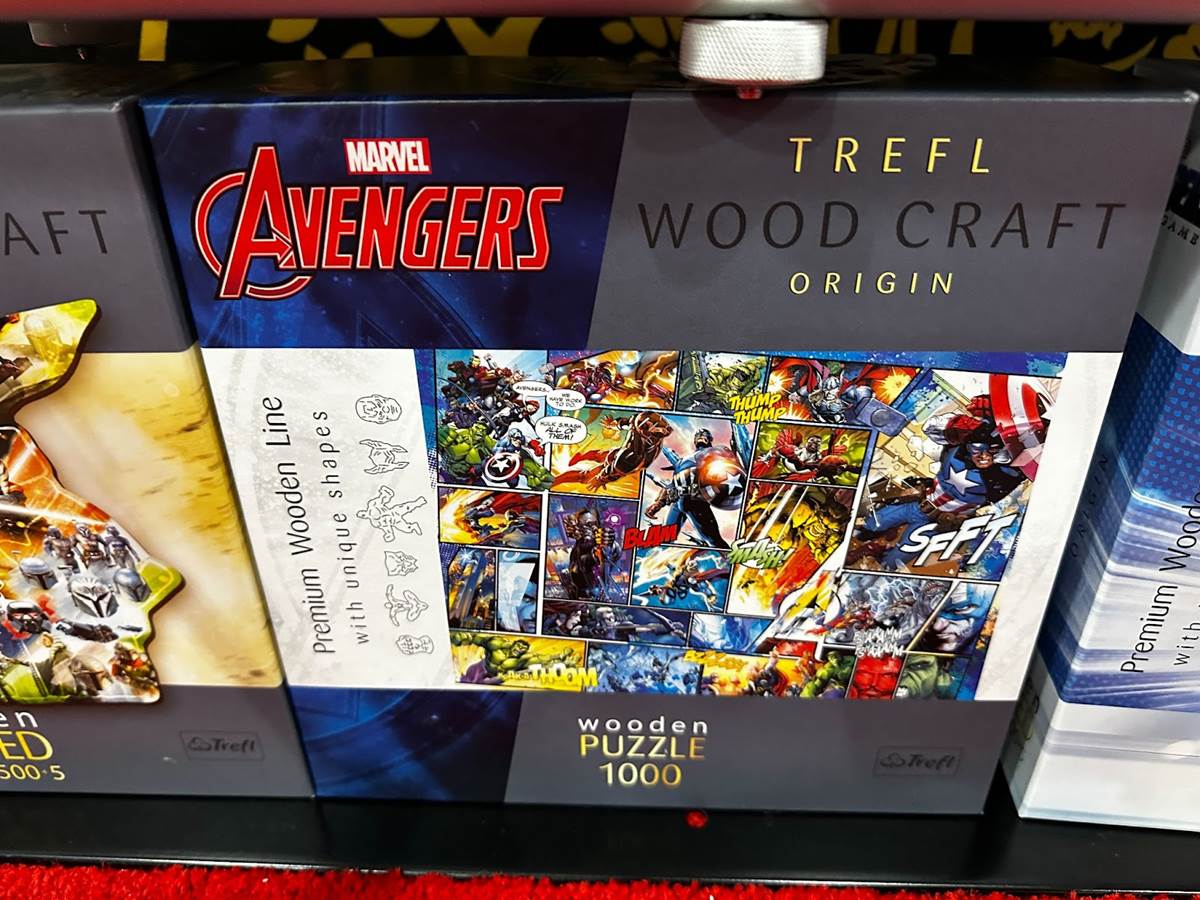 AFT
en
ED
500+5
Trefl
MARVEL
AVENGERS
TREFL
WOOD CRAFT
ORIGIN
Premium Wooden Line
with unique shapes
AVENGERS...
WE
HAVE WORK
TO DO.
HULK SMASH
ALL OF
THEM!
THUMP
THUMP
BLAM
SFFT
THOOM
wooden
PUZZLE
1000
Trefl
Premium Wood
with